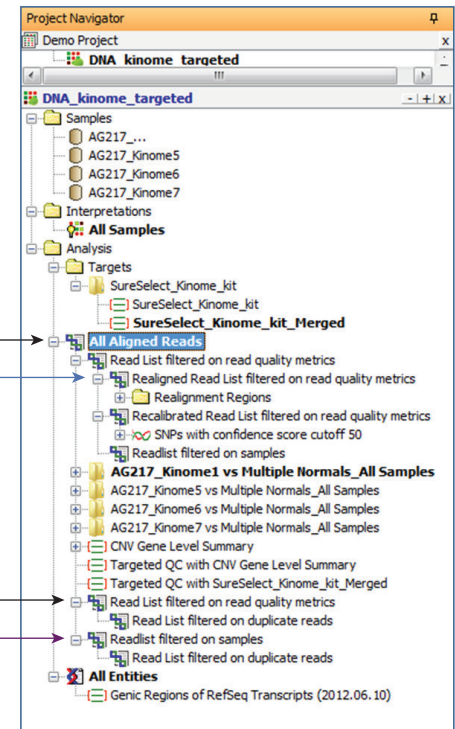 Project Navigator
Demo Project
DNA_kinome_targeted
DNA_kinome_targeted
Samples
AG217_...
AG217_Kinome5
AG217_Kinome6
AG217_Kinome7
Interpretations
All Samples
Analysis
Targets
SureSelect_Kinome_kit
SureSelect_Kinome_kit
SureSelect_Kinome_kit_Merged
All Aligned Reads
Read List filtered on read quality metrics
Realigned Read List filtered on read quality metrics
Realignment Regions
Recalibrated Read List filtered on read quality metrics
SNPs with confidence score cutoff 50
Readlist filtered on samples
AG217_Kinome1 vs Multiple Normals_All Samples
AG217_Kinome5 vs Multiple Normals_All Samples
AG217_Kinome6 vs Multiple Normals_All Samples
AG217_Kinome7 vs Multiple Normals_All Samples
CNV Gene Level Summary
Targeted QC with CNV Gene Level Summary
Targeted QC with SureSelect_Kinome_kit_Merged
Read List filtered on read quality metrics
Read List filtered on duplicate reads
Readlist filtered on samples
Read List filtered on duplicate reads
All Entities
Genic Regions of RefSeq Transcripts (2012.06.10)